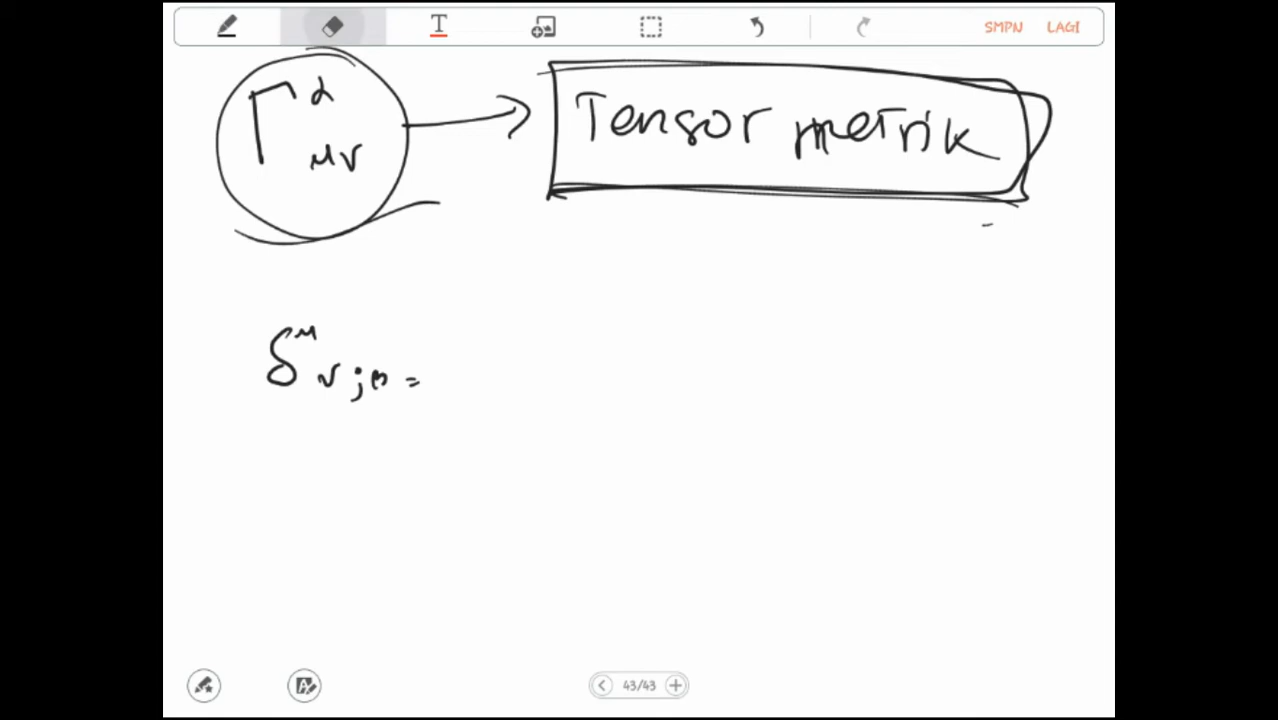 T SMPN LAGI
Γ^α_μν → Tensor metrik
δ^μ_ν;β =
43/43